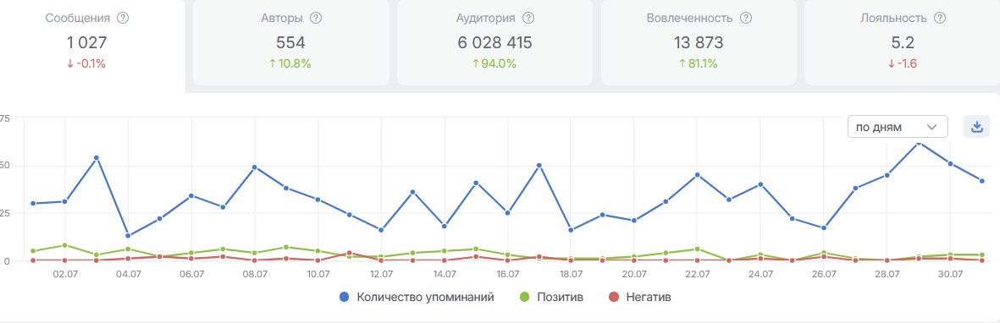 Сообщения ?
1 027
↓ -0.1%
Авторы ?
554
↑ 10.8%
Аудитория ?
6 028 415
↑ 94.0%
Вовлеченность ?
13 873
↑ 81.1%
Лояльность ?
5.2
↓ -1.6
по дням
75
50
25
0
02.07 04.07 06.07 08.07 10.07 12.07 14.07 16.07 18.07 20.07 22.07 24.07 26.07 28.07 30.07
Количество упоминаний Позитив Негатив